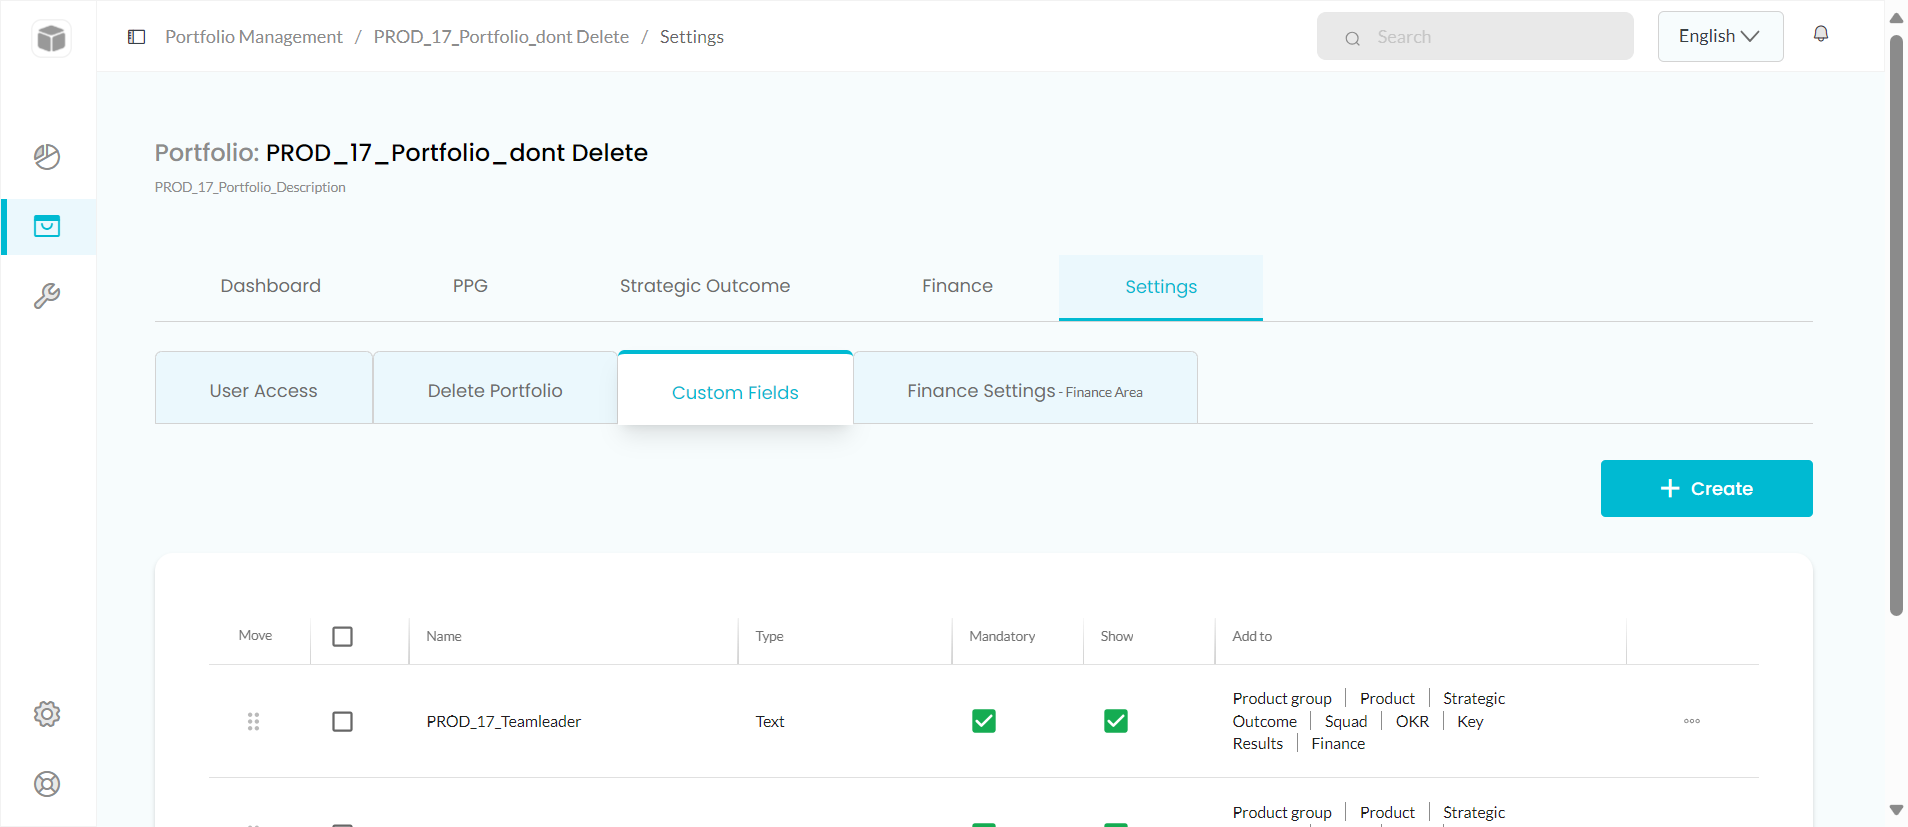 Portfolio Management / PROD_17_Portfolio_dont Delete / Settings
Search
English
Portfolio: PROD_17_Portfolio_dont Delete
PROD_17_Portfolio_Description
Dashboard PPG Strategic Outcome Finance Settings
User Access Delete Portfolio Custom Fields Finance Settings - Finance Area
+ Create
Move Name Type Mandatory Show Add to
PROD_17_Teamleader Text
Product group | Product | Strategic
Outcome | Squad | OKR | Key
Results | Finance
Product group | Product | Strategic